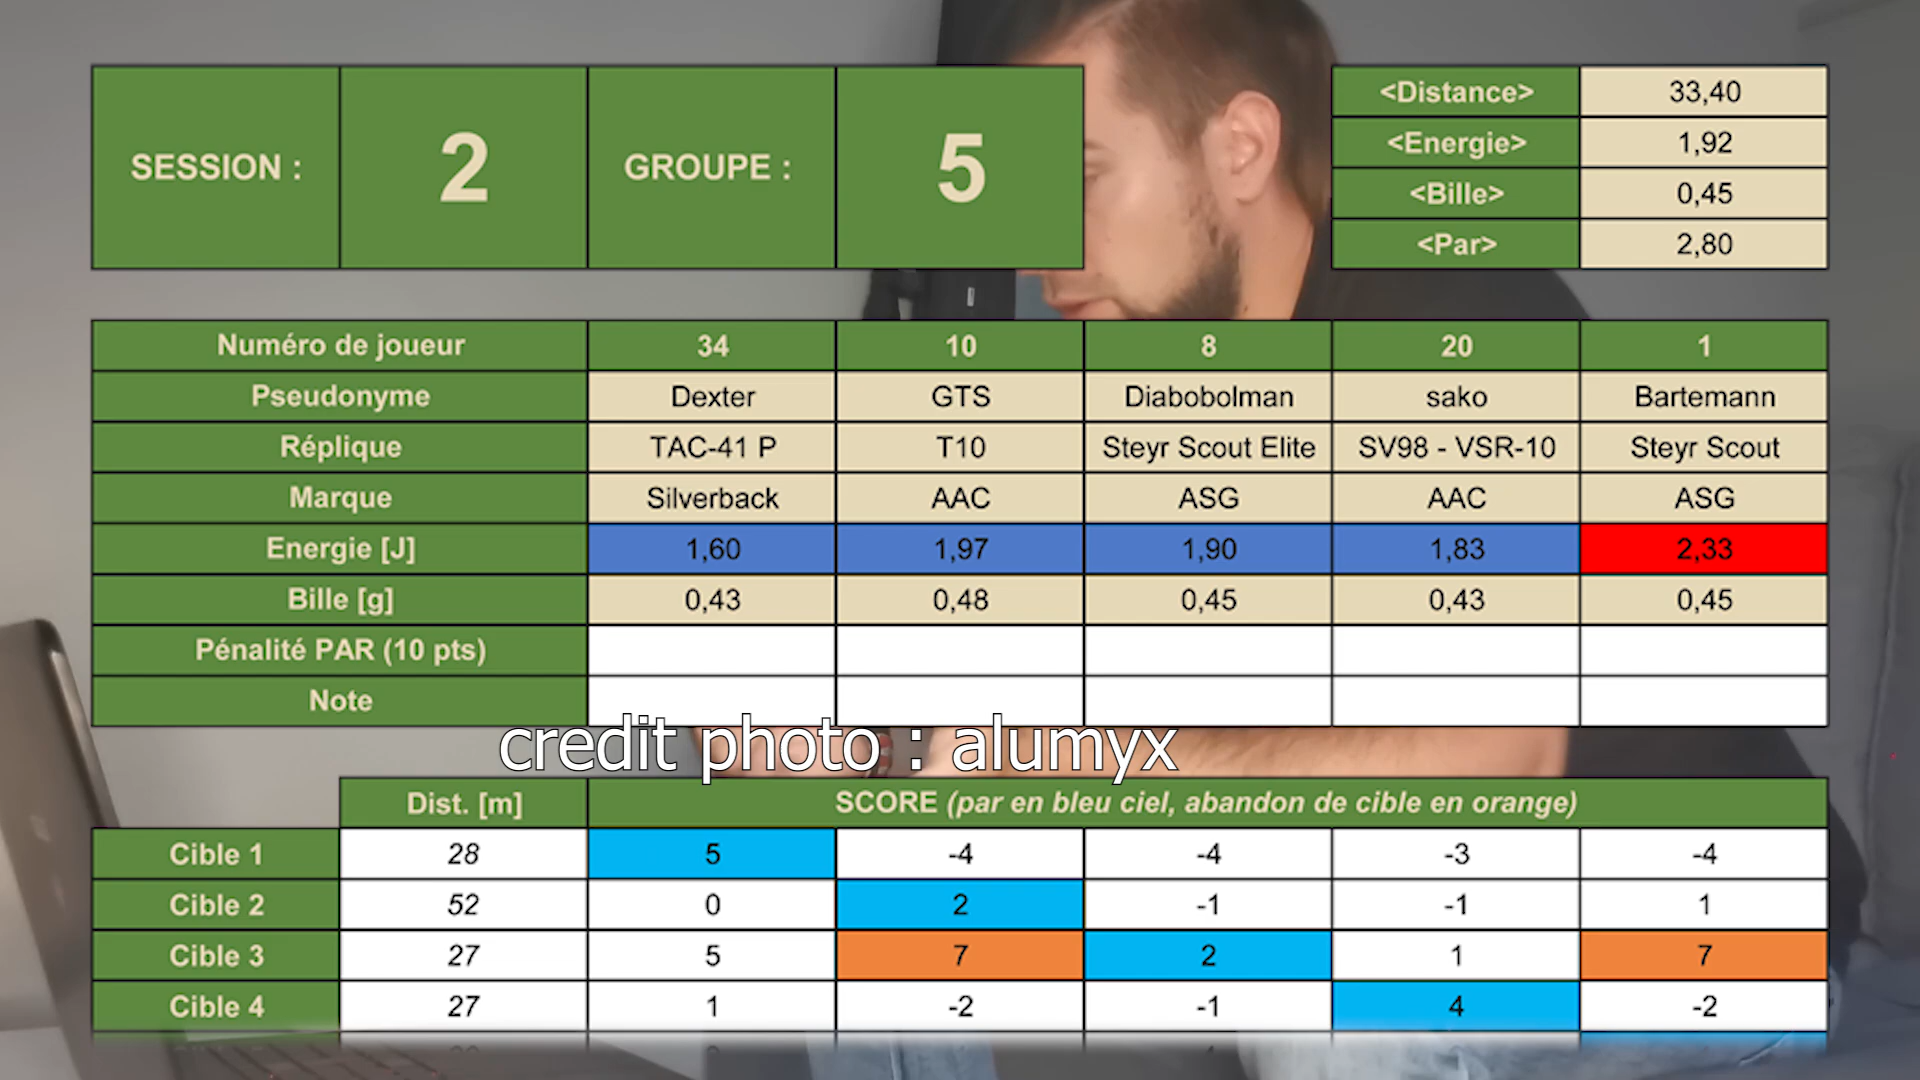 SESSION : 2 GROUPE : 5
<Distance> 33,40
<Energie> 1,92
<Bille> 0,45
<Par> 2,80
Numéro de joueur 34 10 8 20 1
Pseudonyme Dexter GTS Diabobolman sako Bartemann
Réplique TAC-41 P T10 Steyr Scout Elite SV98 - VSR-10 Steyr Scout
Marque Silverback AAC ASG AAC ASG
Energie [J] 1,60 1,97 1,90 1,83 2,33
Bille [g] 0,43 0,48 0,45 0,43 0,45
Pénalité PAR (10 pts)
Note
credit photo : alumyx
Dist. [m] SCORE (par en bleu ciel, abandon de cible en orange)
Cible 1 28 5 -4 -4 -3 -4
Cible 2 52 0 2 -1 -1 1
Cible 3 27 5 7 2 1 7
Cible 4 27 1 -2 -1 4 -2